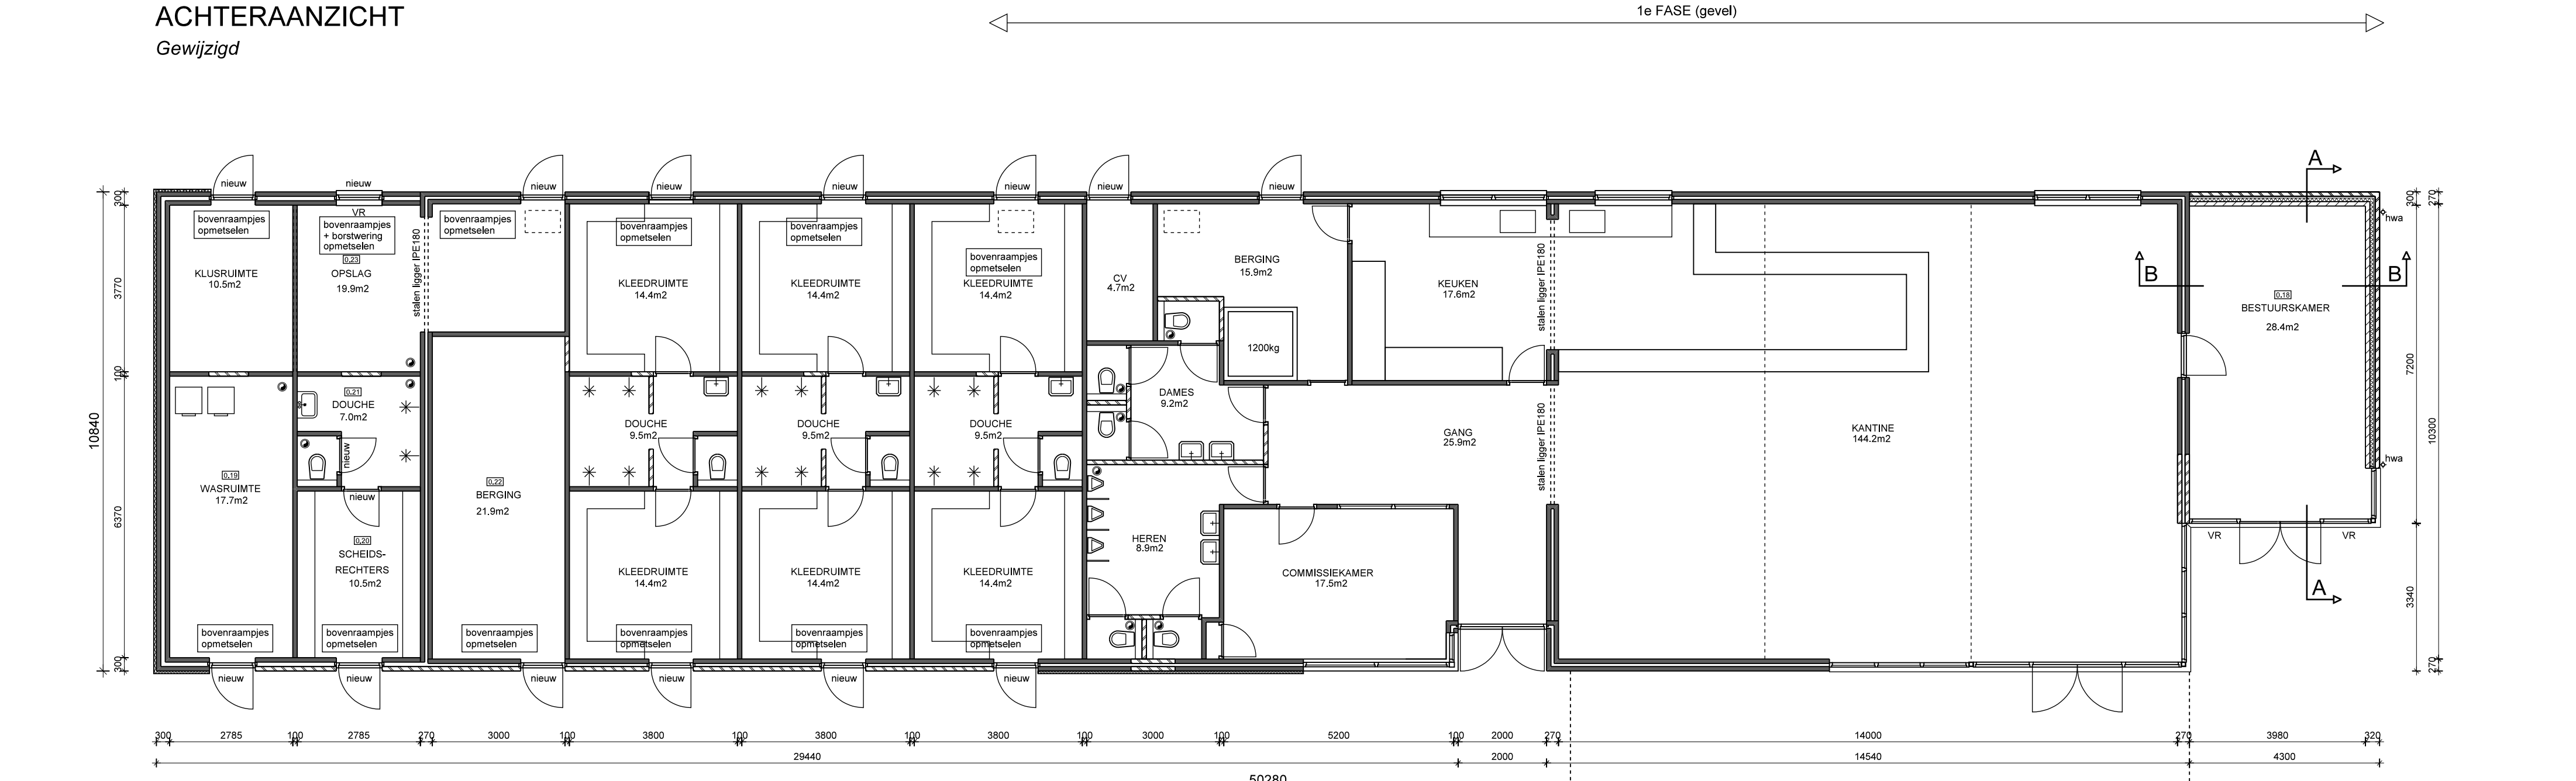 ACHTERAANZICHT
Gewijzigd
1e FASE (gevel)
A
nieuw
nieuw
nieuw
nieuw
nieuw
nieuw
nieuw
nieuw
300
300
270
VR
hwa
bovenraampjes
opmetselen
bovenraampjes
+ borstwering
opmetselen
bovenraampjes
opmetselen
bovenraampjes
opmetselen
bovenraampjes
opmetselen
bovenraampjes
opmetselen
stalen ligger IPE180
stalen ligger IPE180
0,23
KLUSRUIMTE
10.5m2
OPSLAG
19.9m2
KLEEDRUIMTE
14.4m2
KLEEDRUIMTE
14.4m2
KLEEDRUIMTE
14.4m2
CV
4.7m2
BERGING
15.9m2
KEUKEN
17.6m2
B
B
0,18
BESTUURSKAMER
28.4m2
3770
1200kg
7200
100
0,21
DOUCHE
7.0m2
DAMES
9.2m2
DOUCHE
9.5m2
DOUCHE
9.5m2
DOUCHE
9.5m2
GANG
25.9m2
KANTINE
144.2m2
stalen ligger IPE180
10840
10300
nieuw
hwa
0,19
WASRUIMTE
17.7m2
0,22
BERGING
21.9m2
nieuw
6370
0,20
SCHEIDS-
RECHTERS
10.5m2
HEREN
8.9m2
VR
VR
KLEEDRUIMTE
14.4m2
KLEEDRUIMTE
14.4m2
KLEEDRUIMTE
14.4m2
COMMISSIEKAMER
17.5m2
A
3340
bovenraampjes
opmetselen
bovenraampjes
opmetselen
bovenraampjes
opmetselen
bovenraampjes
opmetselen
bovenraampjes
opmetselen
bovenraampjes
opmetselen
300
270
nieuw
nieuw
nieuw
nieuw
nieuw
nieuw
300 2785 100 2785 270 3000 100 3800 100 3800 100 3800 100 3000 100 5200 100 2000 270 14000 270 3980 320
29440 2000 14540 4300
50280